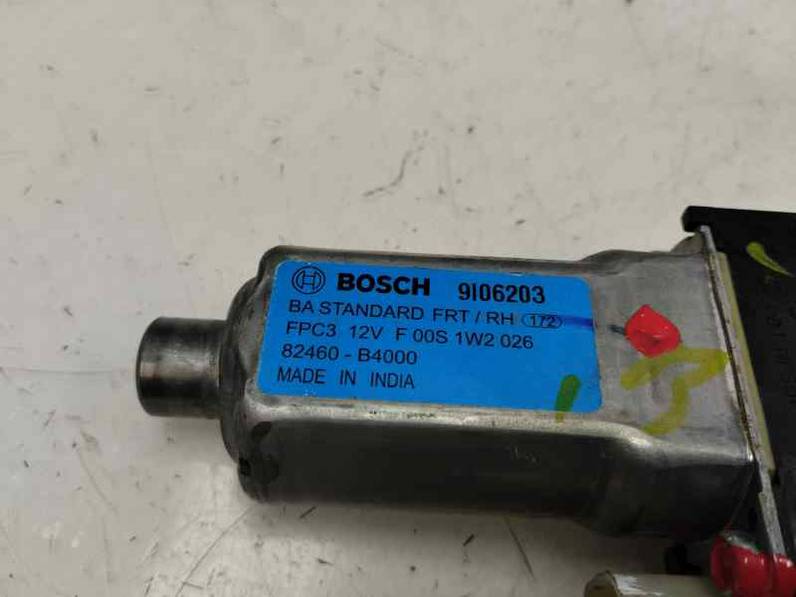 BOSCH 9I06203
BA STANDARD FRT / RH 172
FPC3 12V F 00S 1W2 026
82460 - B4000
MADE IN INDIA